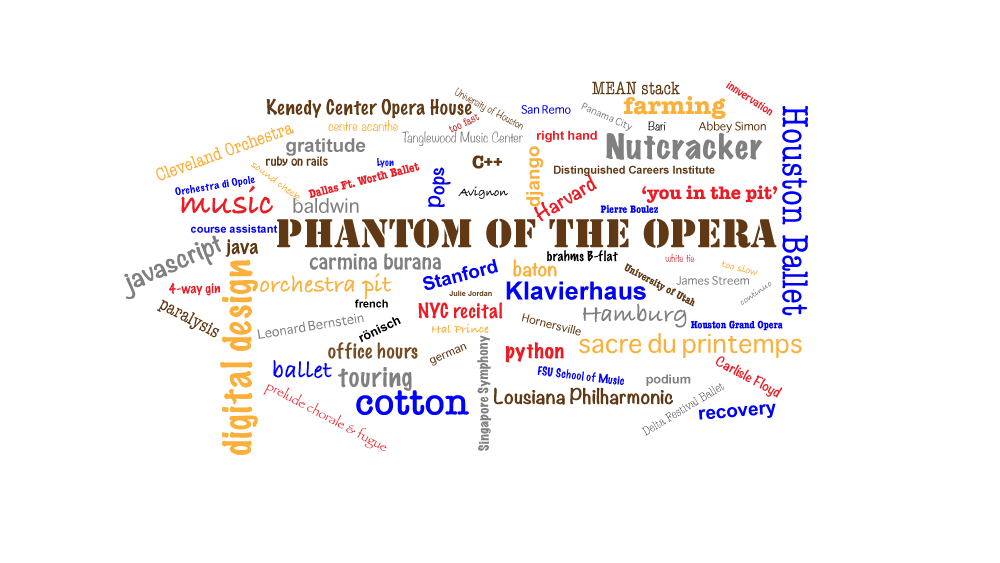 MEAN stack
innvervation
University of Houston
Kenedy Center Opera House
San Remo
Panama City
farming
Houston Ballet
centre acanthe
too fast
Bari
Abbey Simon
Cleveland Orchestra
gratitude
Tanglewood Music Center
right hand
Nutcracker
ruby on rails
Lyon
C++
django
Distinguished Careers Institute
sound check
Orchestra di Opole
Dallas Ft. Worth Ballet
Pops
Avignon
Harvard
'you in the pit'
music
baldwin
Pierre Boulez
course assistant
PHANTOM OF THE OPERA
javascript
java
carmina burana
brahms B-flat
white tie
too slow
Stanford
baton
University of Utah
James Streem
continuo
4-way gin
digital design
orchestra pit
Julie Jordan
Klavierhaus
paralysis
french
NYC recital
Hamburg
Leonard Bernstein
rönisch
Hal Prince
Hornersville
Houston Grand Opera
office hours
german
Singapore Symphony
python
sacre du printemps
ballet
touring
FSU School of Music
podium
Carlisle Floyd
prelude chorale & fugue
cotton
Lousiana Philharmonic
Delta Festival Ballet
recovery